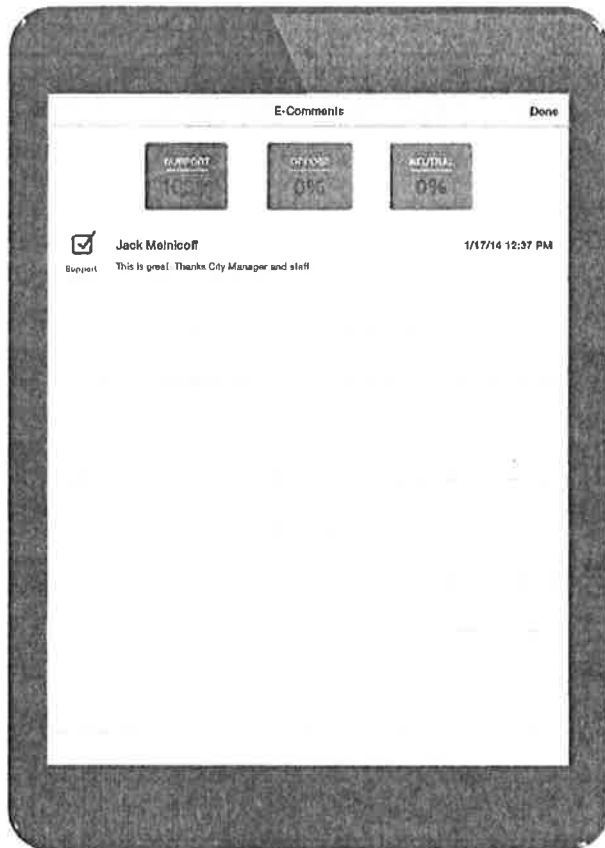 E-Comments Done
SUPPORT OPPOSE NEUTRAL
100% 0% 0%
Jack Melnicoff 1/17/14 12:37 PM
Support This is great. Thanks City Manager and staff